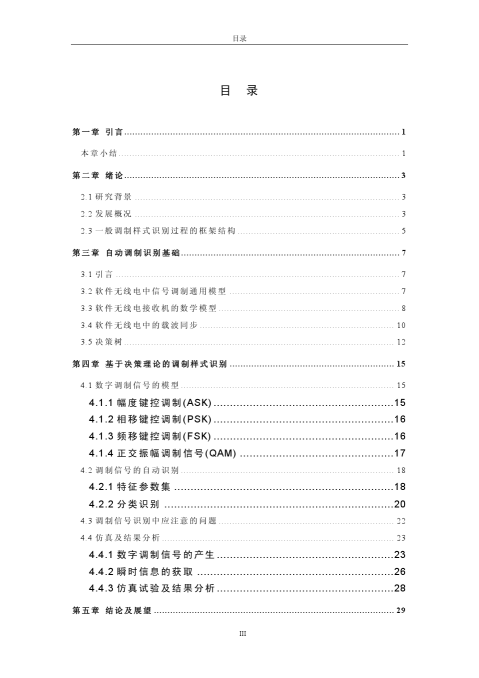 目录
目 录
第一章 引言 1
本章小结 1
第二章 绪论 3
2.1研究背景 3
2.2发展概况 3
2.3一般调制样式识别过程的框架结构 5
第三章 自动调制识别基础 7
3.1引言 7
3.2软件无线电中信号调制通用模型 7
3.3软件无线电接收机的数学模型 8
3.4软件无线电中的载波同步 10
3.5决策树 12
第四章 基于决策理论的调制样式识别 15
4.1数字调制信号的模型 15
4.1.1幅度键控调制(ASK) 15
4.1.2相移键控调制(PSK) 16
4.1.3频移键控调制(FSK) 16
4.1.4正交振幅调制信号(QAM) 17
4.2调制信号的自动识别 18
4.2.1特征参数集 18
4.2.2分类识别 20
4.3调制信号识别中应注意的问题 22
4.4仿真及结果分析 23
4.4.1数字调制信号的产生 23
4.4.2瞬时信息的获取 26
4.4.3仿真试验及结果分析 28
第五章 结论及展望 29
III